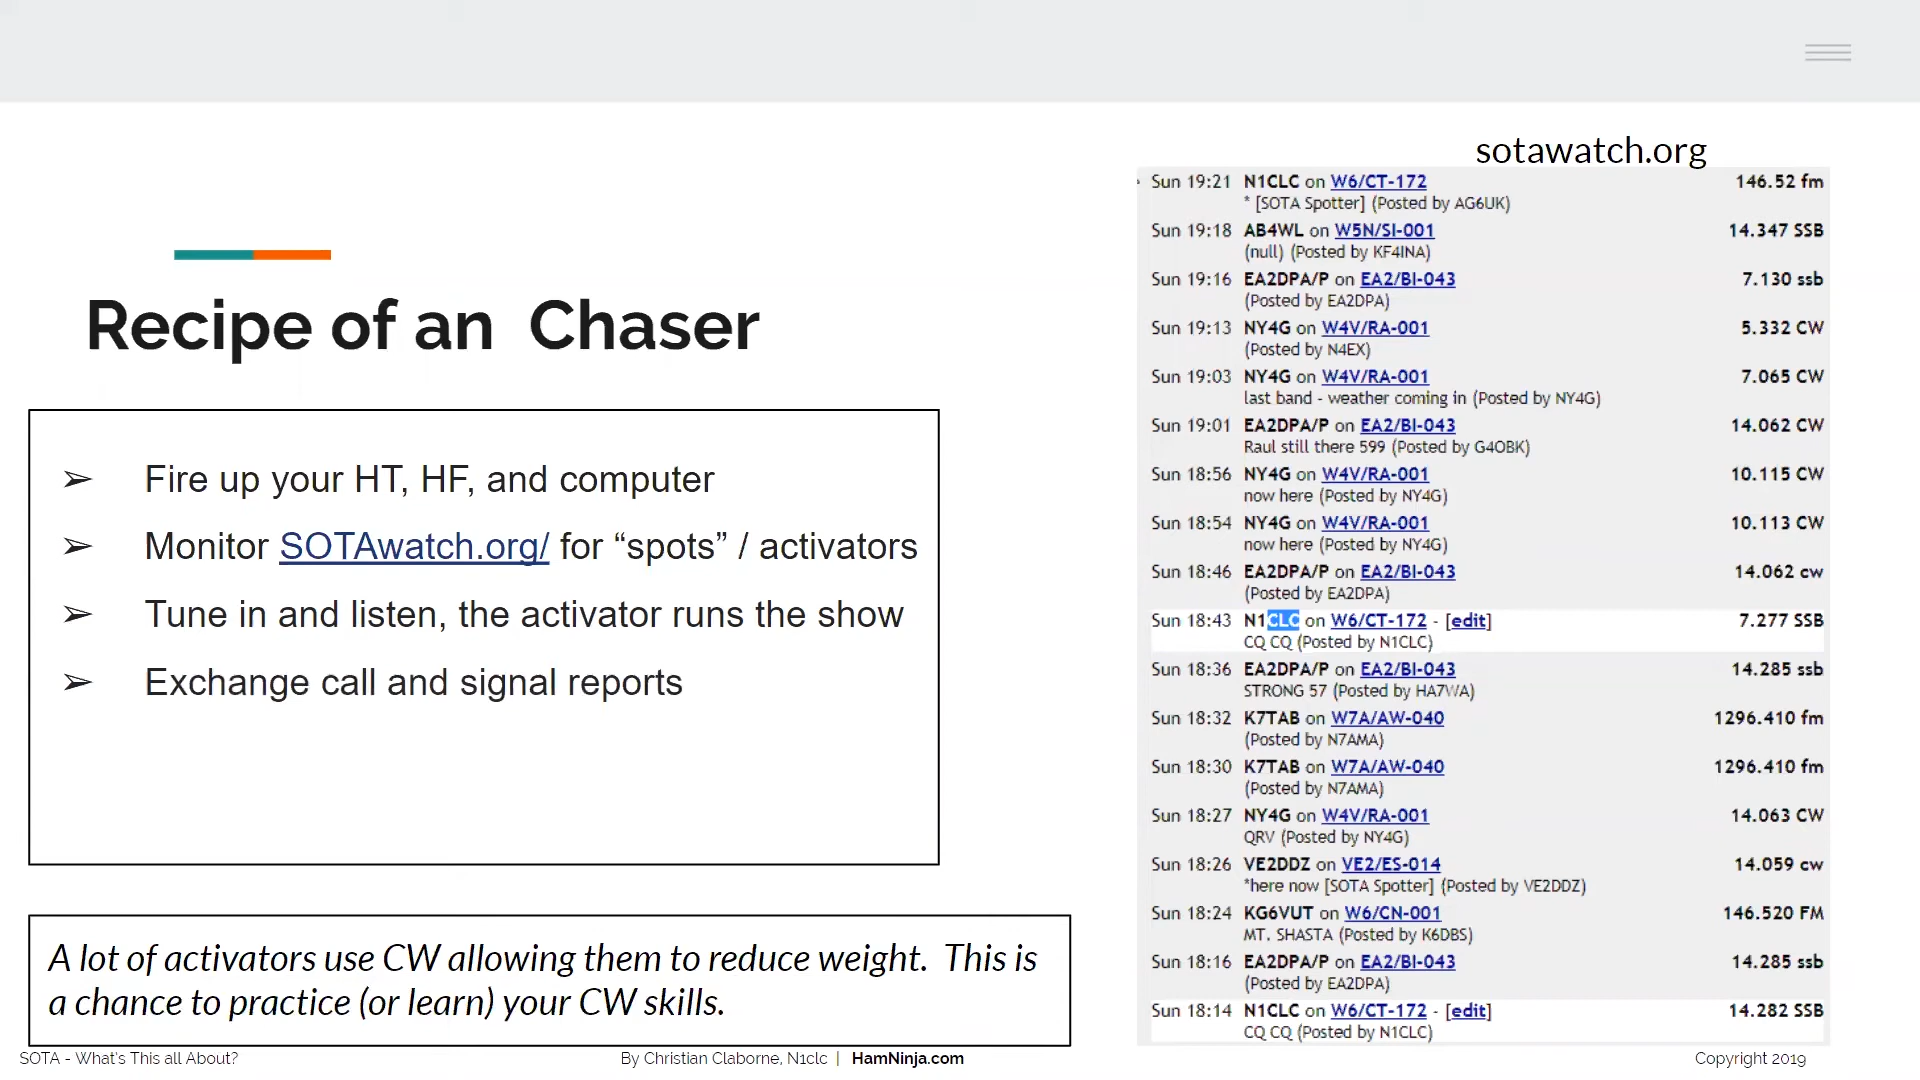 sotawatch.org
Recipe of an  Chaser
➢ Fire up your HT, HF, and computer
➢ Monitor SOTAwatch.org/ for “spots” / activators
➢ Tune in and listen, the activator runs the show
➢ Exchange call and signal reports
A lot of activators use CW allowing them to reduce weight.  This is
a chance to practice (or learn) your CW skills.
Sun 19:21 N1CLC on W6/CT-172 146.52 fm
* [SOTA Spotter] (Posted by AG6UK)
Sun 19:18 AB4WL on W5N/SI-001 14.347 SSB
(null) (Posted by KF4INA)
Sun 19:16 EA2DPA/P on EA2/BI-043 7.130 ssb
(Posted by EA2DPA)
Sun 19:13 NY4G on W4V/RA-001 5.332 CW
(Posted by N4EX)
Sun 19:03 NY4G on W4V/RA-001 7.065 CW
last band - weather coming in (Posted by NY4G)
Sun 19:01 EA2DPA/P on EA2/BI-043 14.062 CW
Raul still there 599 (Posted by G4OBK)
Sun 18:56 NY4G on W4V/RA-001 10.115 CW
now here (Posted by NY4G)
Sun 18:54 NY4G on W4V/RA-001 10.113 CW
now here (Posted by NY4G)
Sun 18:46 EA2DPA/P on EA2/BI-043 14.062 cw
(Posted by EA2DPA)
Sun 18:43 N1CLC on W6/CT-172 - [edit] 7.277 SSB
CQ CQ (Posted by N1CLC)
Sun 18:36 EA2DPA/P on EA2/BI-043 14.285 ssb
STRONG 57 (Posted by HA7WA)
Sun 18:32 K7TAB on W7A/AW-040 1296.410 fm
(Posted by N7AMA)
Sun 18:30 K7TAB on W7A/AW-040 1296.410 fm
(Posted by N7AMA)
Sun 18:27 NY4G on W4V/RA-001 14.063 CW
QRV (Posted by NY4G)
Sun 18:26 VE2DDZ on VE2/ES-014 14.059 cw
*here now [SOTA Spotter] (Posted by VE2DDZ)
Sun 18:24 KG6VUT on W6/CN-001 146.520 FM
MT. SHASTA (Posted by K6DBS)
Sun 18:16 EA2DPA/P on EA2/BI-043 14.285 ssb
(Posted by EA2DPA)
Sun 18:14 N1CLC on W6/CT-172 - [edit] 14.282 SSB
CQ CQ (Posted by N1CLC)
SOTA - What's This all About? By Christian Claborne, N1clc | HamNinja.com Copyright 2019